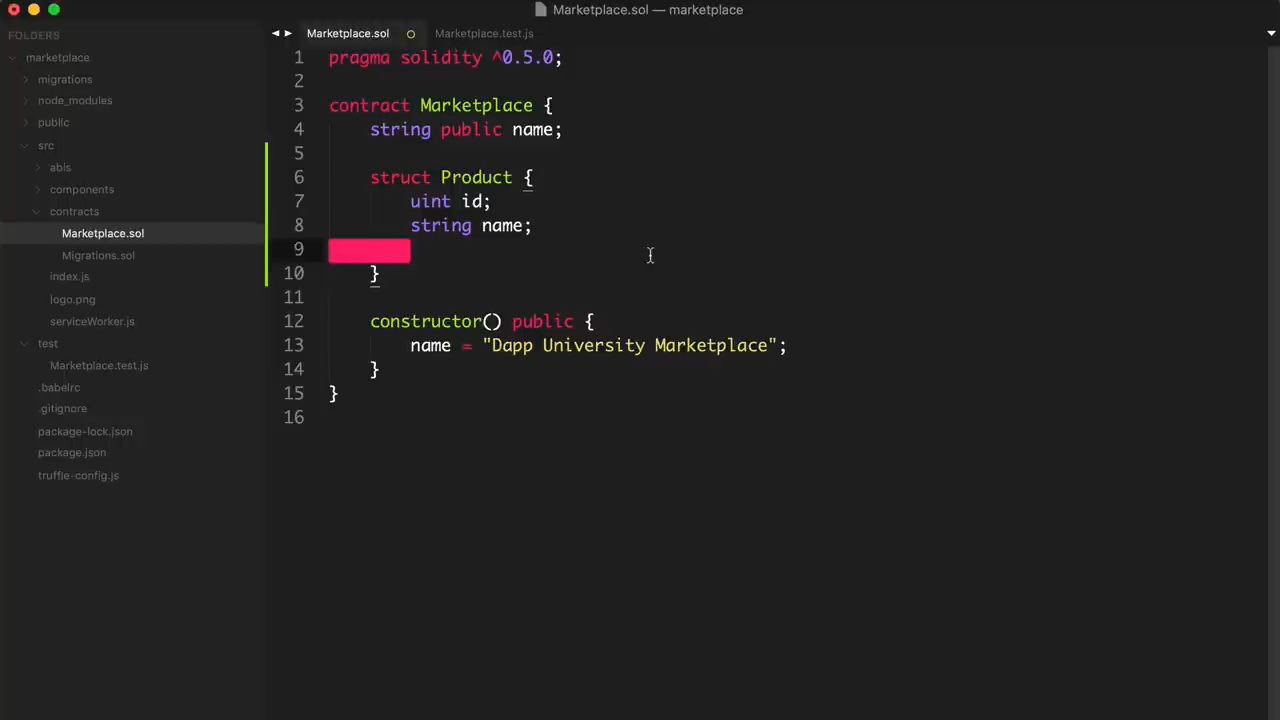 Marketplace.sol — marketplace
FOLDERS
marketplace
migrations
node_modules
public
src
abis
components
contracts
Marketplace.sol
Migrations.sol
index.js
logo.png
serviceWorker.js
test
Marketplace.test.js
.babelrc
.gitignore
package-lock.json
package.json
truffle-config.js
Marketplace.sol
Marketplace.test.js
1 pragma solidity ^0.5.0;
2
3 contract Marketplace {
4 string public name;
5
6 struct Product {
7 uint id;
8 string name;
9
10 }
11
12 constructor() public {
13 name = "Dapp University Marketplace";
14 }
15 }
16